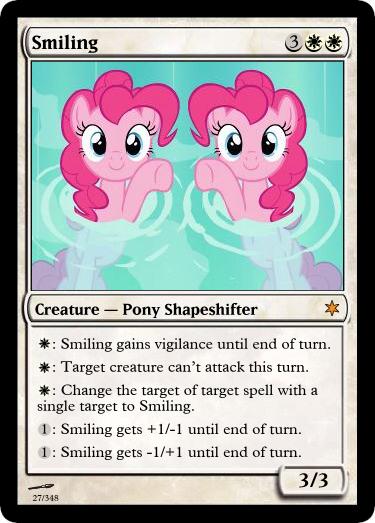 Smiling 3
Creature — Pony Shapeshifter
: Smiling gains vigilance until end of turn.
: Target creature can't attack this turn.
: Change the target of target spell with a
single target to Smiling.
1: Smiling gets +1/-1 until end of turn.
1: Smiling gets -1/+1 until end of turn.
3/3
27/348